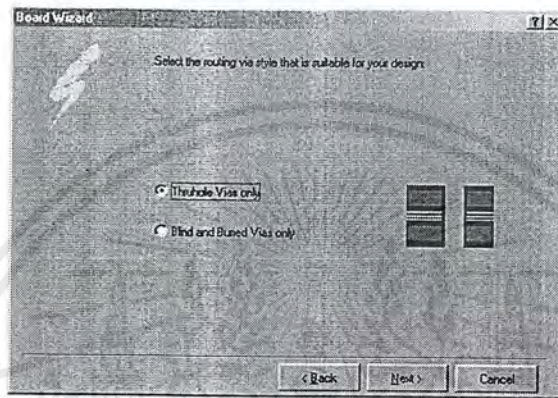 Board Wizard
Select the routing via style that is suitable for your design:
Thruhole Vias only
Blind and Buried Vias only
< Back
Next >
Cancel